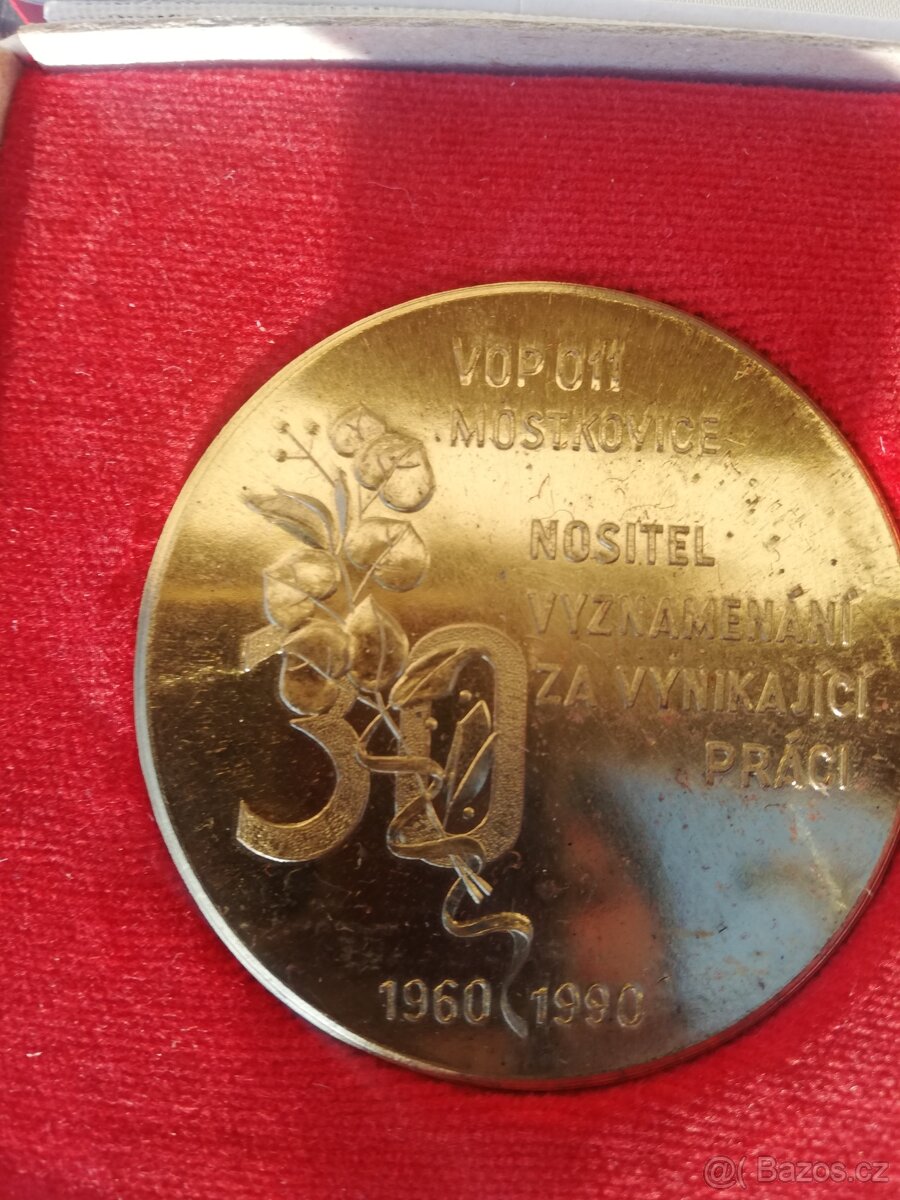 VOP 011
MOSTKOVICE
NOSITEL
VYZNAMENÁNÍ
ZA VYNIKAJÍCÍ
PRÁCI
30
1960 1990
Bazos.cz